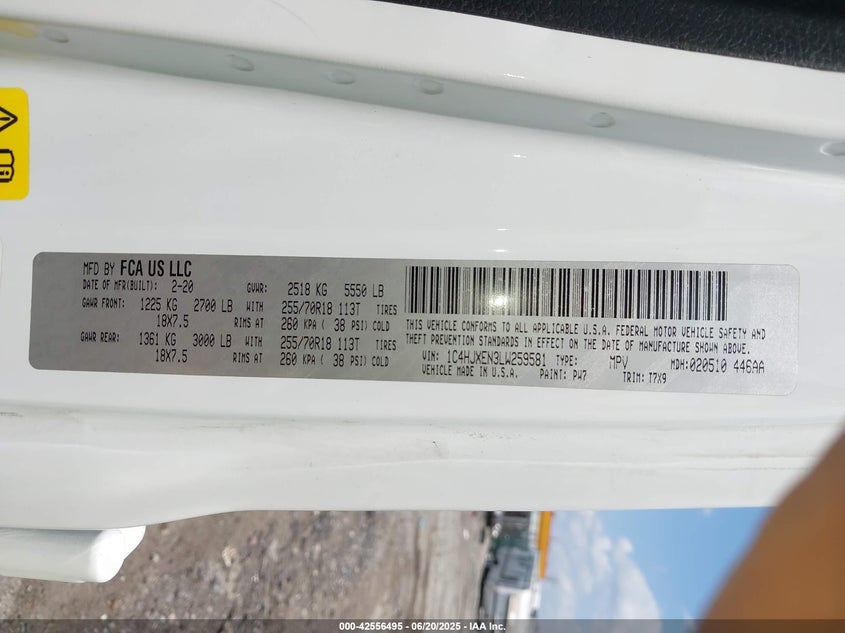 MFD BY FCA US LLC
DATE OF MFR(BUILT): 2-20 GVWR: 2518 KG 5550 LB
GAWR FRONT: 1225 KG 2700 LB WITH 255/70R18 113T TIRES
18X7.5 RIMS AT 260 KPA ( 38 PSI) COLD
GAWR REAR: 1361 KG 3000 LB WITH 255/70R18 113T TIRES
18X7.5 RIMS AT 260 KPA ( 38 PSI) COLD
THIS VEHICLE CONFORMS TO ALL APPLICABLE U.S.A. FEDERAL MOTOR VEHICLE SAFETY AND
THEFT PREVENTION STANDARDS IN EFFECT ON THE DATE OF MANUFACTURE SHOWN ABOVE.
VIN: 1C4HJXEN3LW259581 TYPE: MPV MDH:020510 446AA
VEHICLE MADE IN U.S.A. PAINT: PW7 TRIM: T7X9
000-42556495 - 06/20/2025 - IAA Inc.